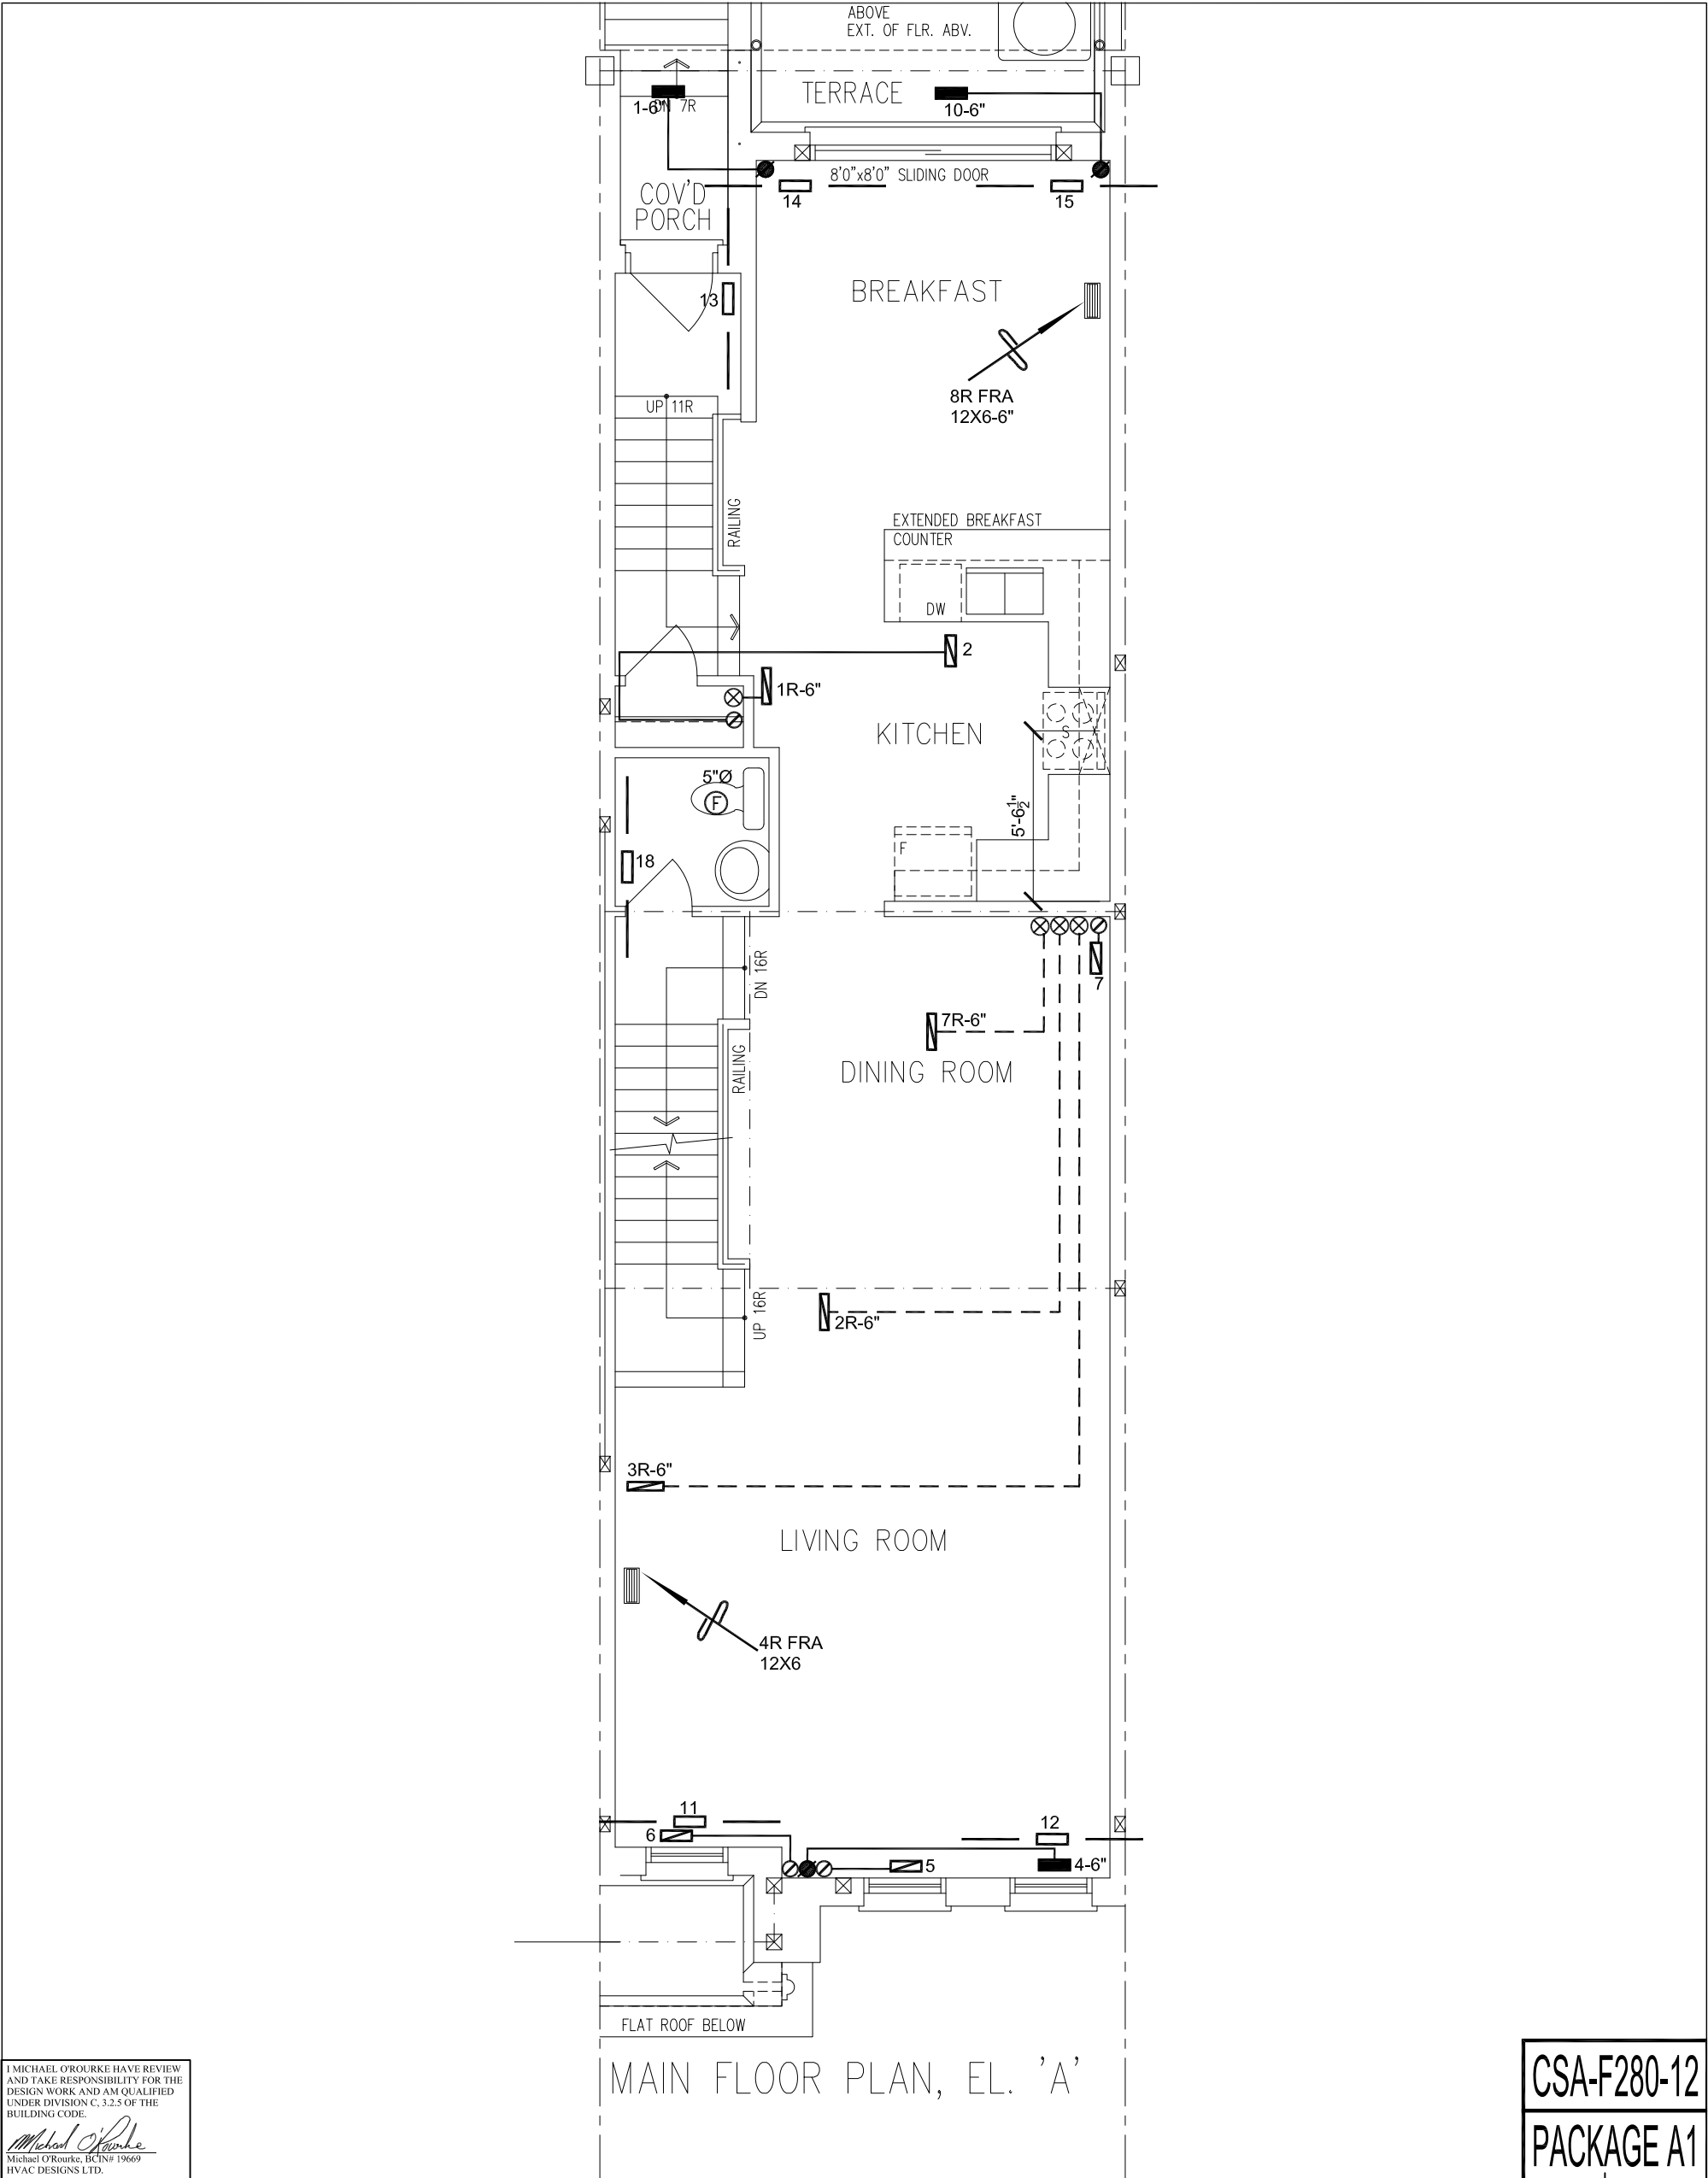 ABOVE
EXT. OF FLR. ABV.
TERRACE
1-6"
DN 7R
10-6"
8'0"x8'0" SLIDING DOOR
COV'D
PORCH
14
15
13
BREAKFAST
8R FRA
12X6-6"
UP 11R
RAILING
EXTENDED BREAKFAST
COUNTER
DW
2
1R-6"
KITCHEN
S
5"Ø
F
5'-6½"
F
18
7
DN 16R
7R-6"
RAILING
DINING ROOM
UP 16R
2R-6"
3R-6"
LIVING ROOM
4R FRA
12X6
11
12
6
5
4-6"
FLAT ROOF BELOW
MAIN FLOOR PLAN, EL. 'A'
I MICHAEL O'ROURKE HAVE REVIEW
AND TAKE RESPONSIBILITY FOR THE
DESIGN WORK AND AM QUALIFIED
UNDER DIVISION C, 3.2.5 OF THE
BUILDING CODE.
Michael O'Rourke
Michael O'Rourke, BCIN# 19669
HVAC DESIGNS LTD.
CSA-F280-12
PACKAGE A1